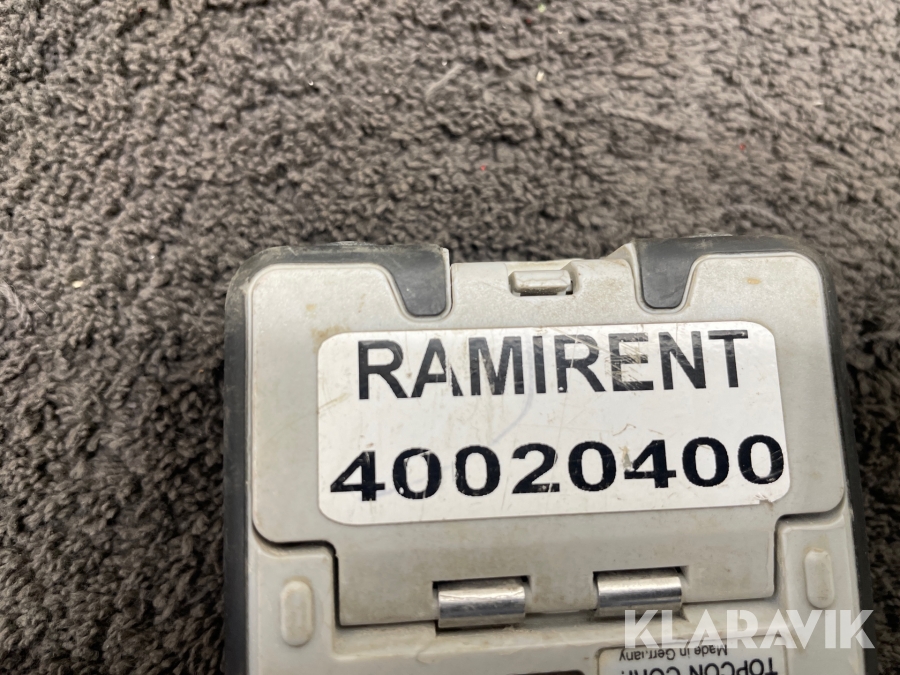 RAMIRENT
40020400
KLARAVIK
Made in Germany
TOPCON CORP.